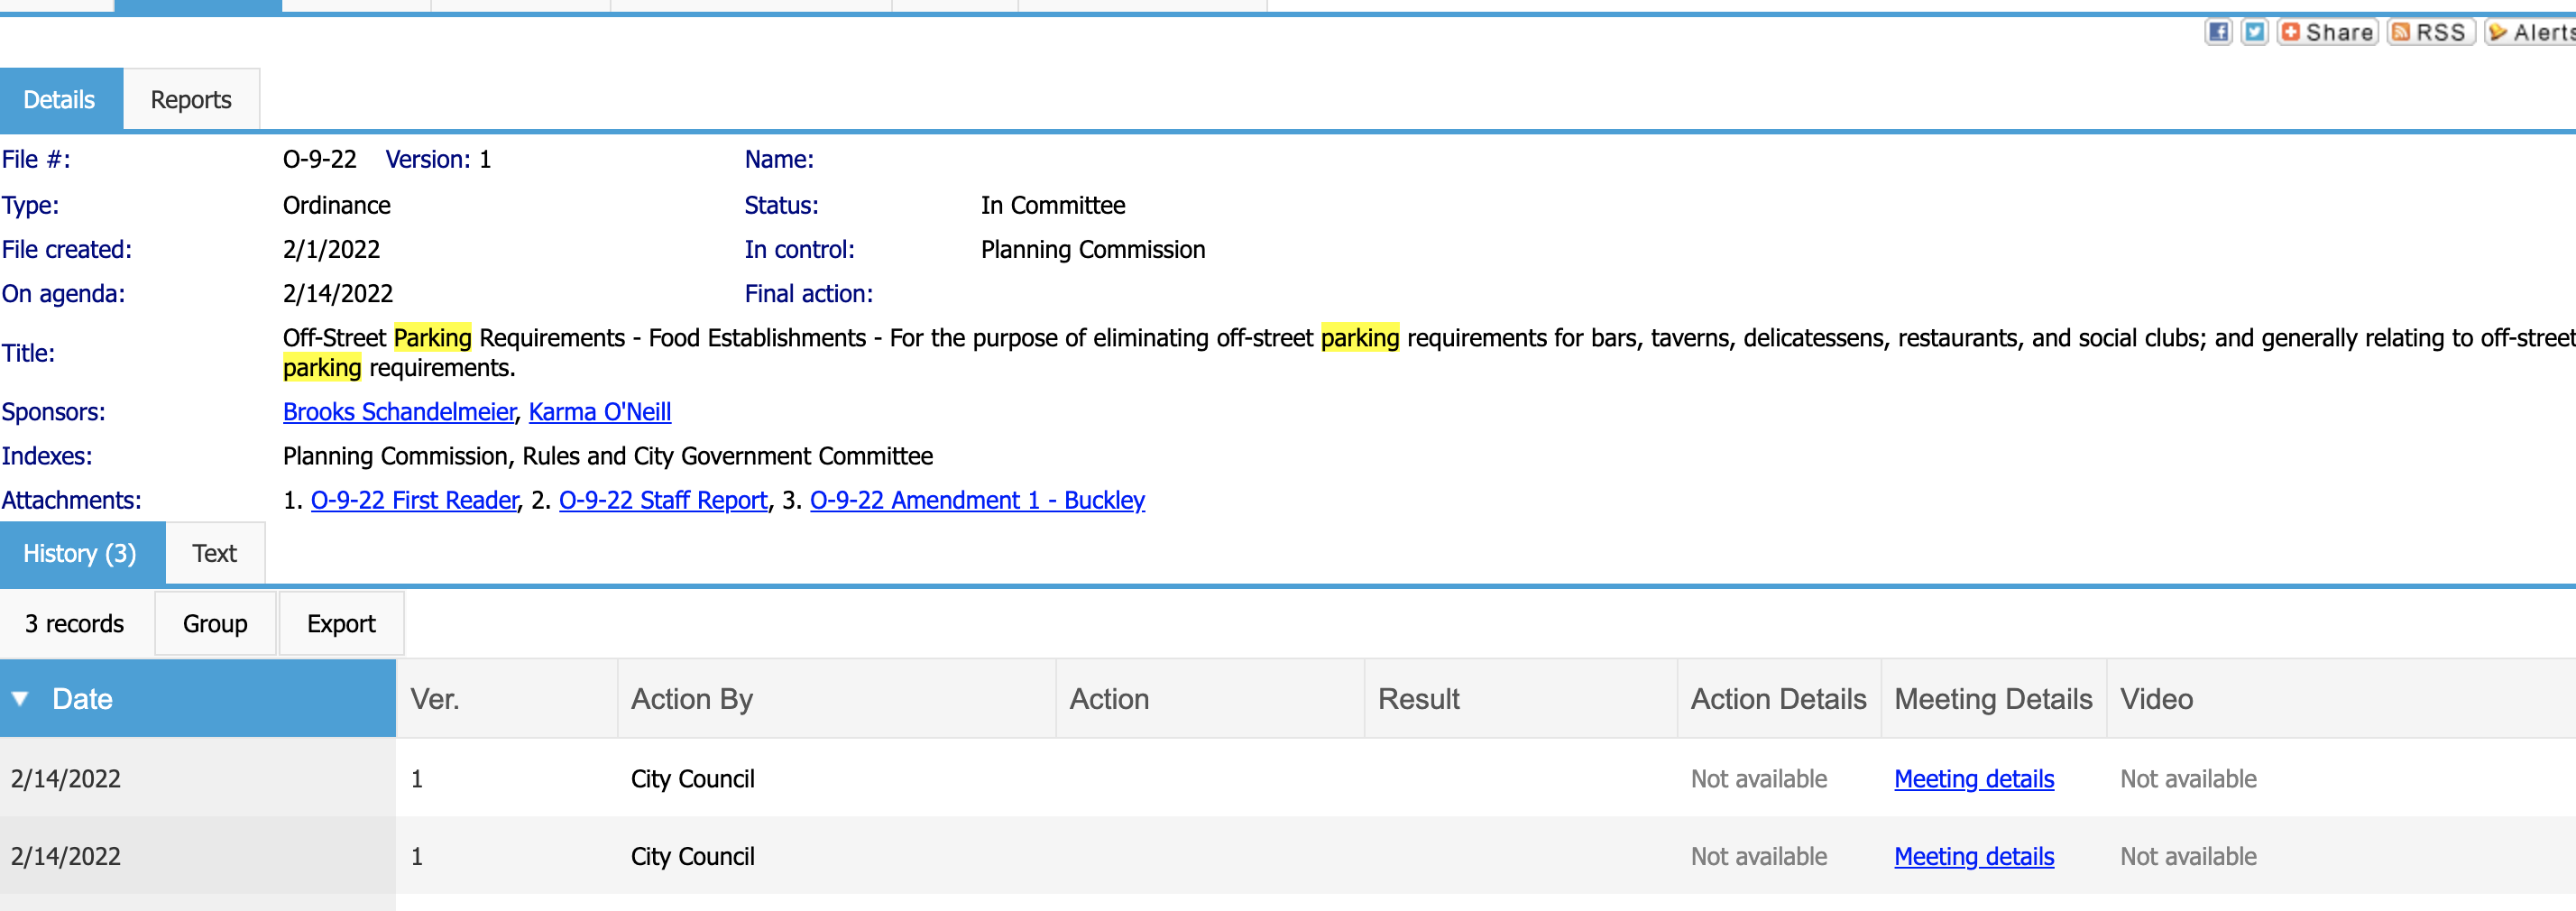 Share RSS Alerts
Details Reports
File #: O-9-22 Version: 1 Name:
Type: Ordinance Status: In Committee
File created: 2/1/2022 In control: Planning Commission
On agenda: 2/14/2022 Final action:
Title: Off-Street Parking Requirements - Food Establishments - For the purpose of eliminating off-street parking requirements for bars, taverns, delicatessens, restaurants, and social clubs; and generally relating to off-street
parking requirements.
Sponsors: Brooks Schandelmeier, Karma O'Neill
Indexes: Planning Commission, Rules and City Government Committee
Attachments: 1. O-9-22 First Reader, 2. O-9-22 Staff Report, 3. O-9-22 Amendment 1 - Buckley
History (3) Text
3 records Group Export
Date Ver. Action By Action Result Action Details Meeting Details Video
2/14/2022 1 City Council Not available Meeting details Not available
2/14/2022 1 City Council Not available Meeting details Not available